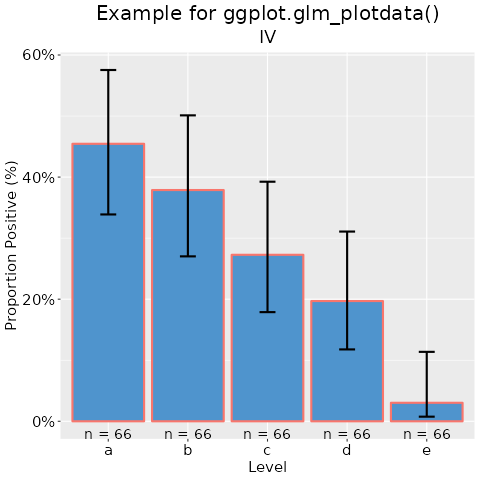 Example for ggplot.glm_plotdata()
IV
Proportion Positive (%)
60%
40%
20%
0%
n = 66 n = 66 n = 66 n = 66 n = 66
a b c d e
Level